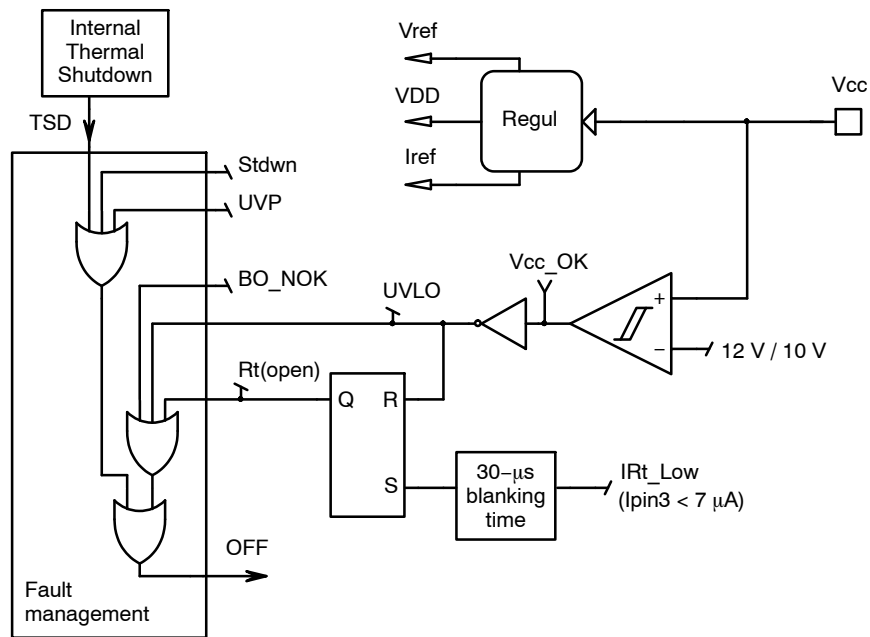 Internal
Thermal
Shutdown
TSD
Vref
VDD
Iref
Regul
Vcc
Stdwn
UVP
BO_NOK
UVLO
Vcc_OK
+
−
12 V / 10 V
Rt(open)
Q
R
S
30−μs
blanking
time
IRt_Low
(Ipin3 < 7 μA)
OFF
Fault
management